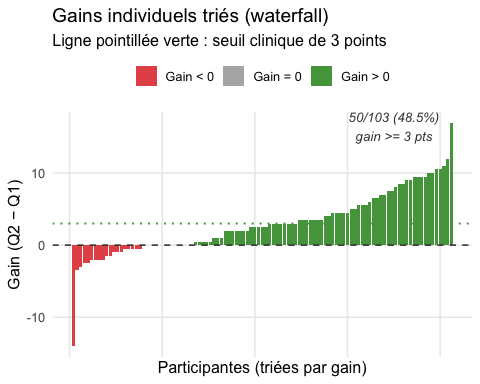 Gains individuels triés (waterfall)
Ligne pointillée verte : seuil clinique de 3 points
Gain < 0
Gain = 0
Gain > 0
50/103 (48.5%)
gain >= 3 pts
10
0
-10
Gain (Q2 − Q1)
Participantes (triées par gain)